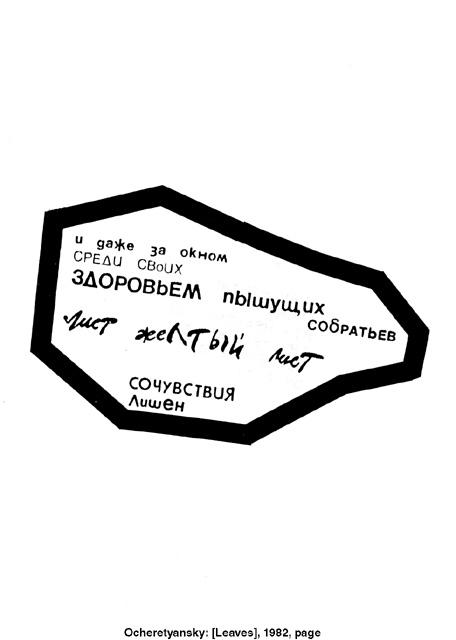 и даже за окном
СРЕДИ СВОИХ
ЗДОРОВЬЕМ ПЫШУЩИХ
СОБРАТЬЕВ
лист желтый лист
СОЧУВСТВИЯ
лишен
Ocheretyansky: [Leaves], 1982, page